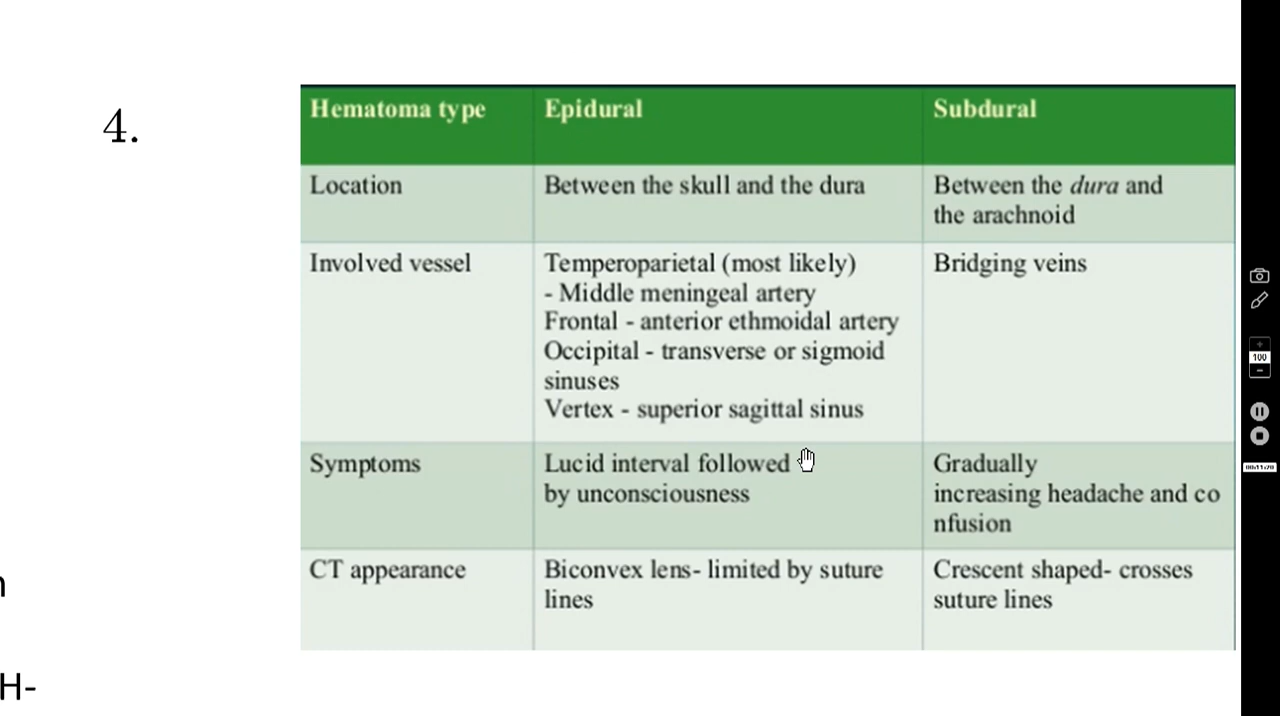 4.
Hematoma type
Epidural
Subdural
Location
Between the skull and the dura
Between the dura and
the arachnoid
Involved vessel
Temperoparietal (most likely)
- Middle meningeal artery
Frontal - anterior ethmoidal artery
Occipital - transverse or sigmoid
sinuses
Vertex - superior sagittal sinus
Bridging veins
Symptoms
Lucid interval followed
by unconsciousness
Gradually
increasing headache and co
nfusion
CT appearance
Biconvex lens- limited by suture
lines
Crescent shaped- crosses
suture lines
H-
100